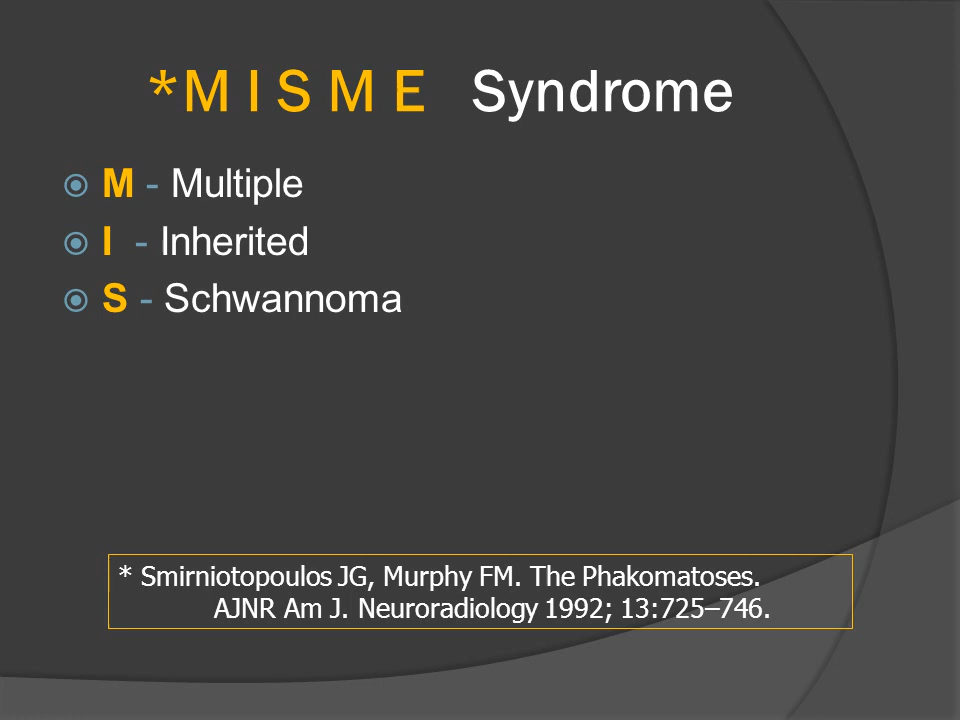 *M I S M E Syndrome
M - Multiple
I - Inherited
S - Schwannoma
* Smirniotopoulos JG, Murphy FM. The Phakomatoses.
AJNR Am J. Neuroradiology 1992; 13:725–746.